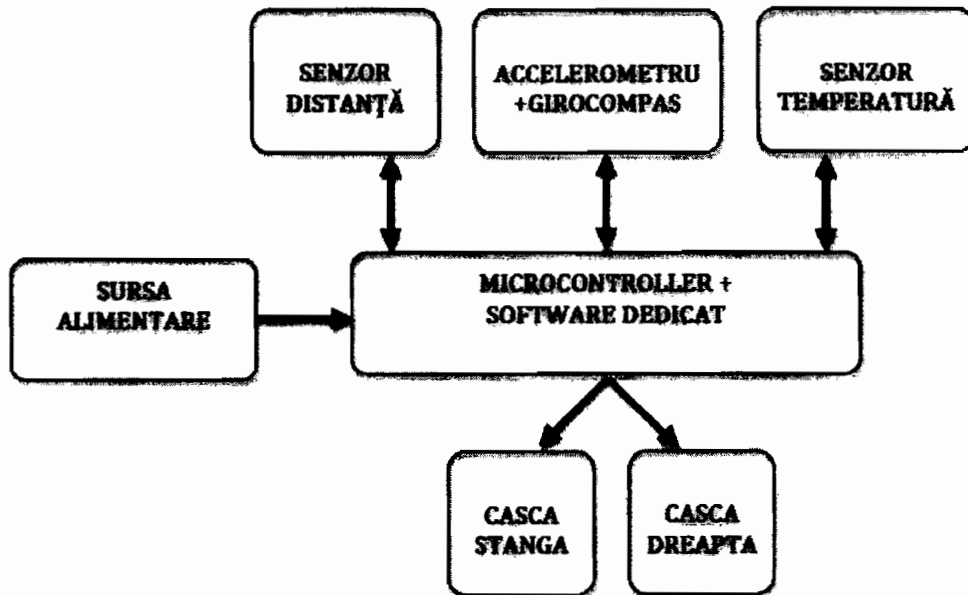 SENZOR
DISTANȚĂ
ACCELEROMETRU
+GIROCOMPAS
SENZOR
TEMPERATURĂ
SURSA
ALIMENTARE
MICROCONTROLLER +
SOFTWARE DEDICAT
CASCA
STANGA
CASCA
DREAPTA